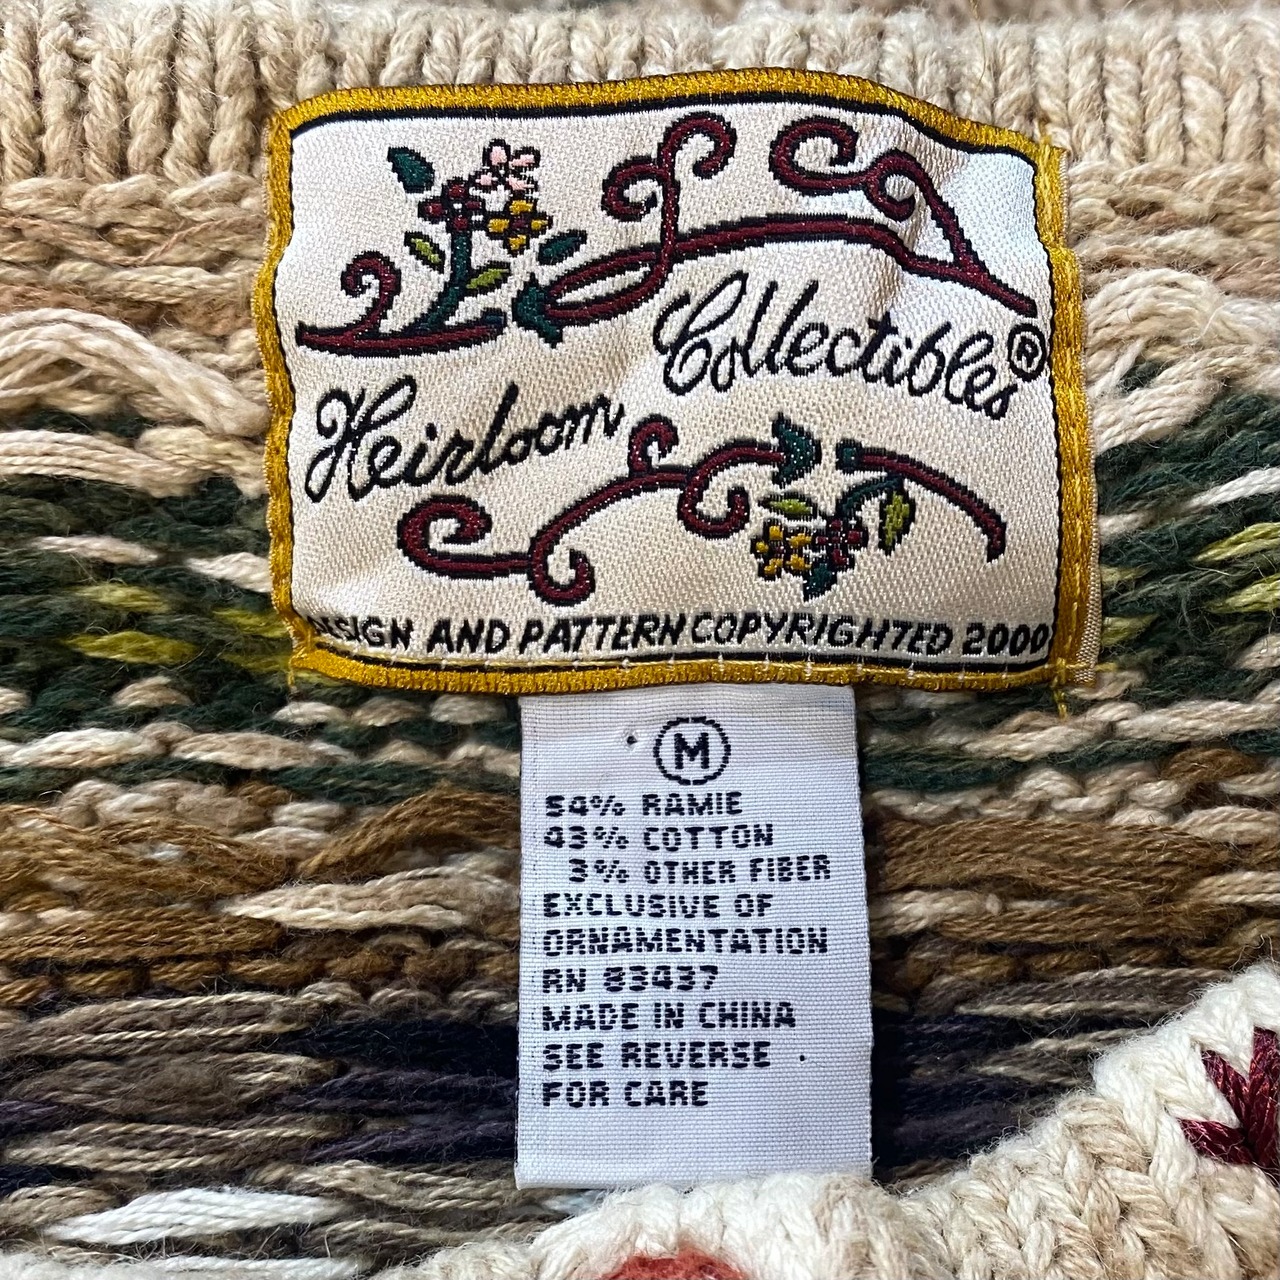 Heirloom Collectibles®
DESIGN AND PATTERN COPYRIGHTED 2000
M
54% RAMIE
43% COTTON
3% OTHER FIBER
EXCLUSIVE OF
ORNAMENTATION
RN 83437
MADE IN CHINA
SEE REVERSE
FOR CARE